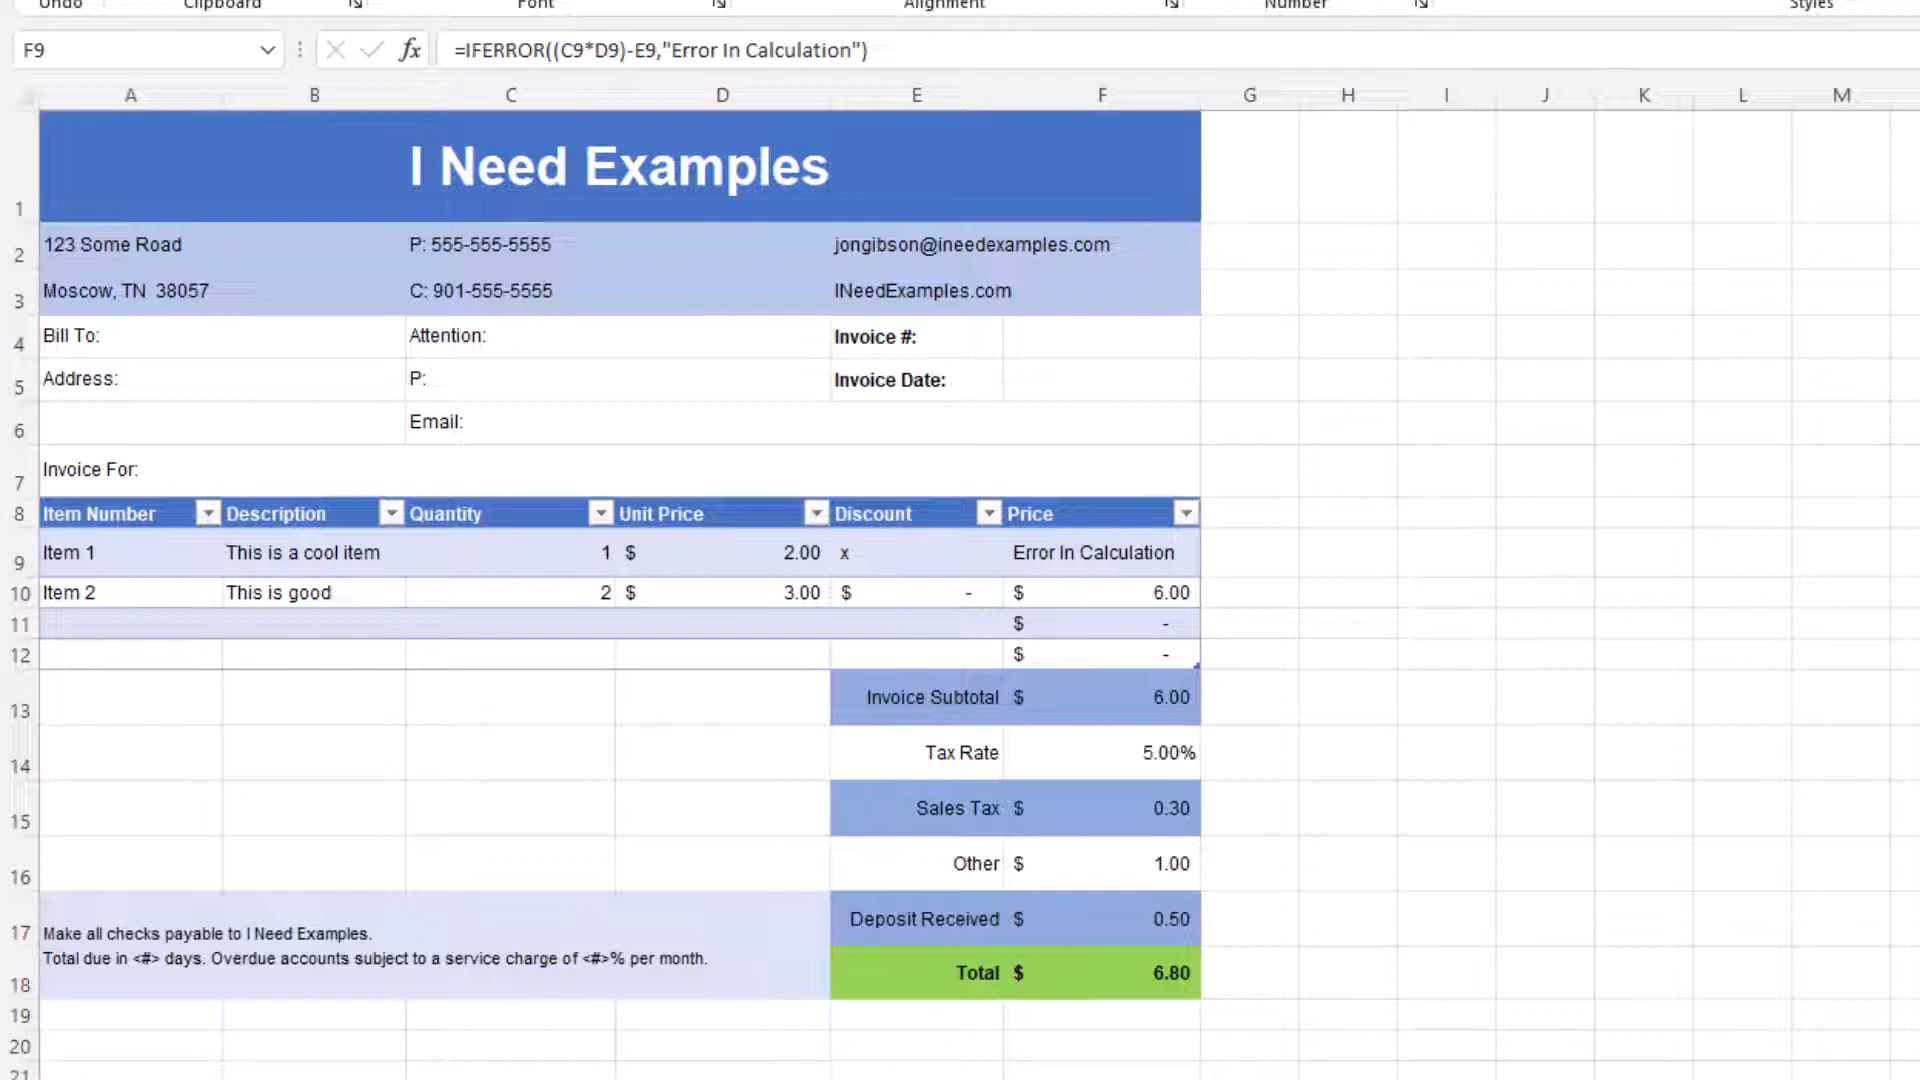 Undo Clipboard Font Alignment Number Styles
F9 fx =IFERROR((C9*D9)-E9,"Error In Calculation")
A B C D E F G H I J K L M
1 I Need Examples
2 123 Some Road P: 555-555-5555 jongibson@ineedexamples.com
3 Moscow, TN 38057 C: 901-555-5555 INeedExamples.com
4 Bill To: Attention: Invoice #:
5 Address: P: Invoice Date:
6 Email:
7 Invoice For:
8 Item Number Description Quantity Unit Price Discount Price
9 Item 1 This is a cool item 1 $ 2.00 x Error In Calculation
10 Item 2 This is good 2 $ 3.00 $ - $ 6.00
11 $ -
12 $ -
13 Invoice Subtotal $ 6.00
14 Tax Rate 5.00%
15 Sales Tax $ 0.30
16 Other $ 1.00
17 Make all checks payable to I Need Examples. Deposit Received $ 0.50
Total due in <#> days. Overdue accounts subject to a service charge of <#>% per month.
18 Total $ 6.80
19
20
21